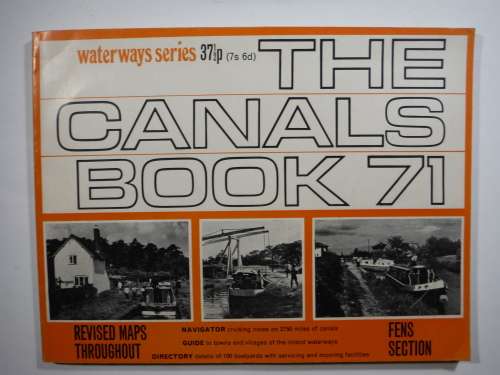 waterways series 37½p (7s 6d) THE
CANALS
BOOK 71
REVISED MAPS
THROUGHOUT
NAVIGATOR cruising notes on 2750 miles of canals
GUIDE to towns and villages of the inland waterways
DIRECTORY details of 190 boatyards with servicing and mooring facilities
FENS
SECTION